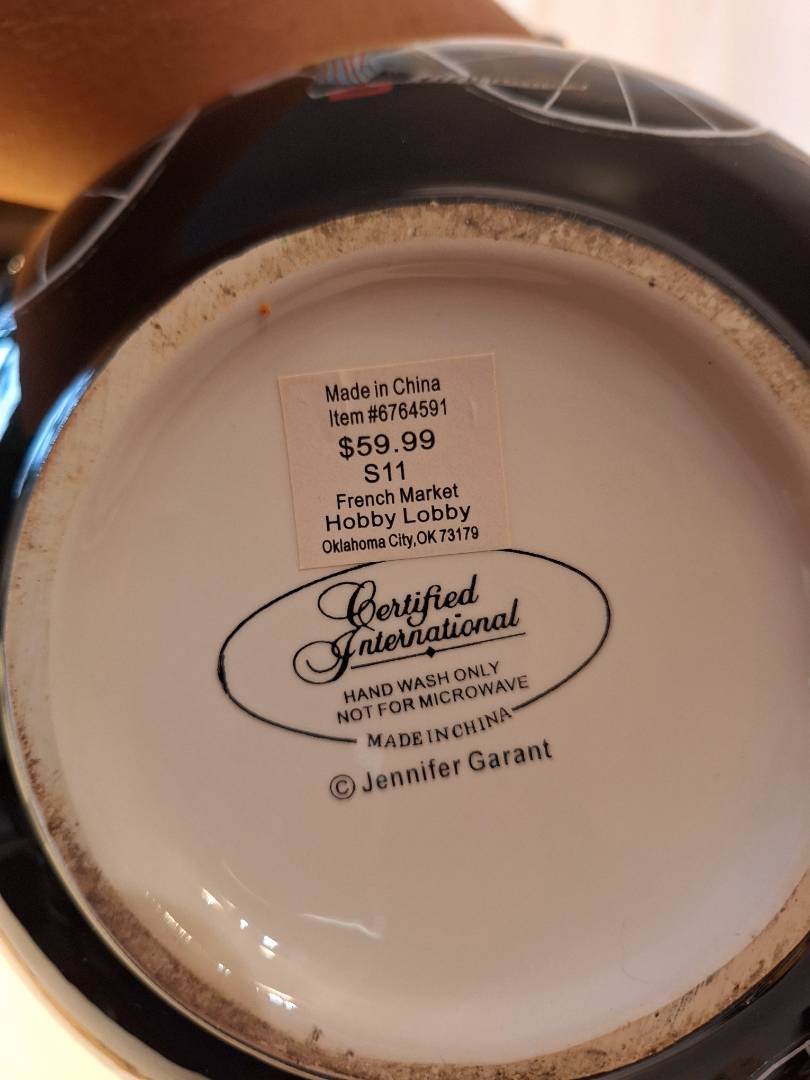 Made in China
Item #6764591
$59.99
S11
French Market
Hobby Lobby
Oklahoma City,OK 73179
Certified
International
HAND WASH ONLY
NOT FOR MICROWAVE
MADE IN CHINA
© Jennifer Garant